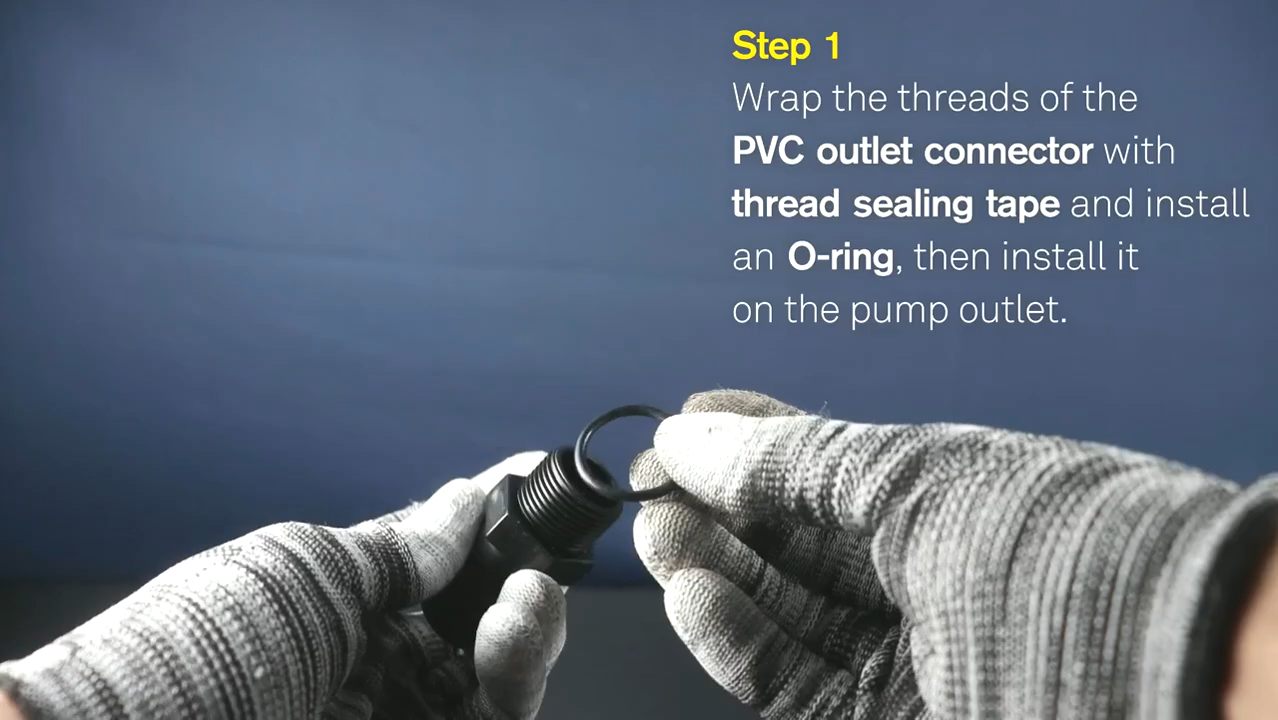 Step 1
Wrap the threads of the
PVC outlet connector with
thread sealing tape and install
an O-ring, then install it
on the pump outlet.